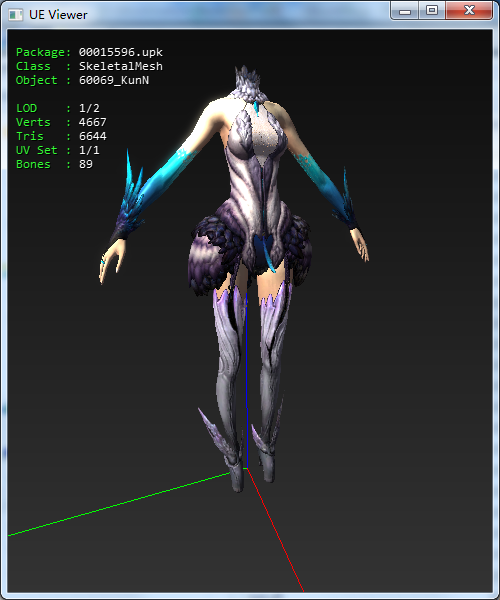 UE Viewer
Package: 00015596.upk
Class : SkeletalMesh
Object : 60069_KunN
LOD : 1/2
Verts : 4667
Tris : 6644
UV Set : 1/1
Bones : 89